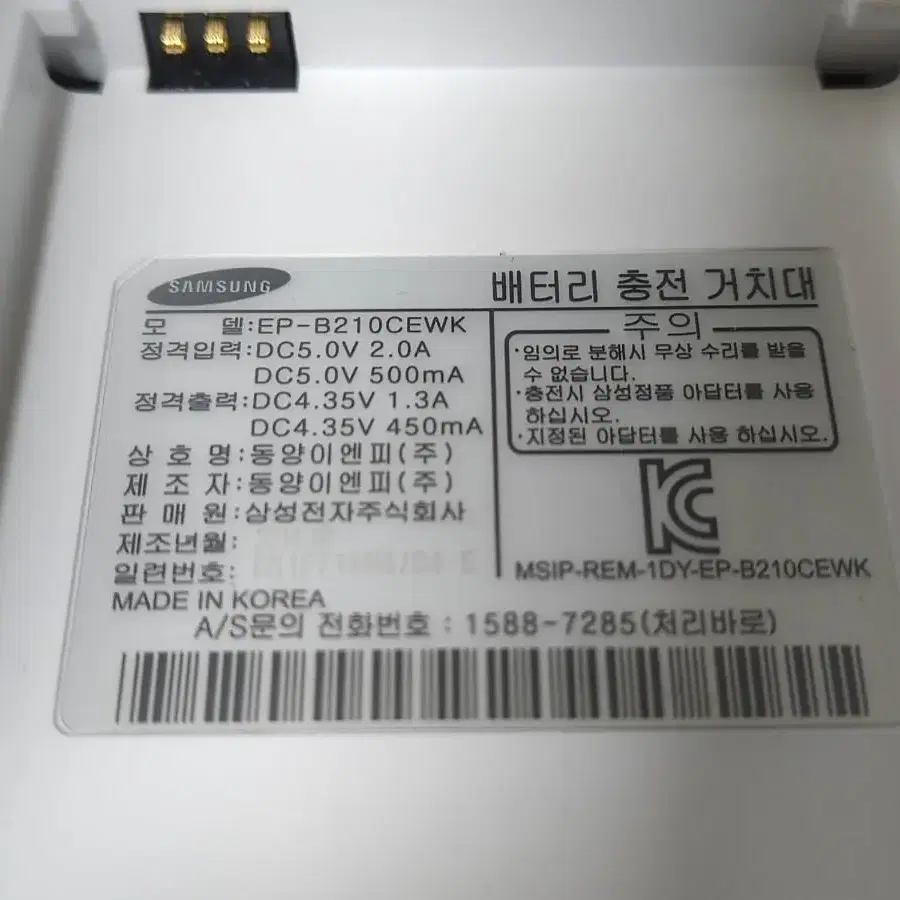 SAMSUNG
배터리 충전 거치대
모 델:EP-B210CEWK
정격입력:DC5.0V 2.0A
DC5.0V 500mA
정격출력:DC4.35V 1.3A
DC4.35V 450mA
상 호 명:동양이엔피(주)
제 조 자:동양이엔피(주)
판 매 원:삼성전자주식회사
제조년월:
일련번호:
MADE IN KOREA
주의
·임의로 분해시 무상 수리를 받을
수 없습니다.
·충전시 삼성정품 아답터를 사용
하십시오.
·지정된 아답터를 사용 하십시오.
MSIP-REM-1DY-EP-B210CEWK
A/S문의 전화번호 : 1588-7285(처리바로)